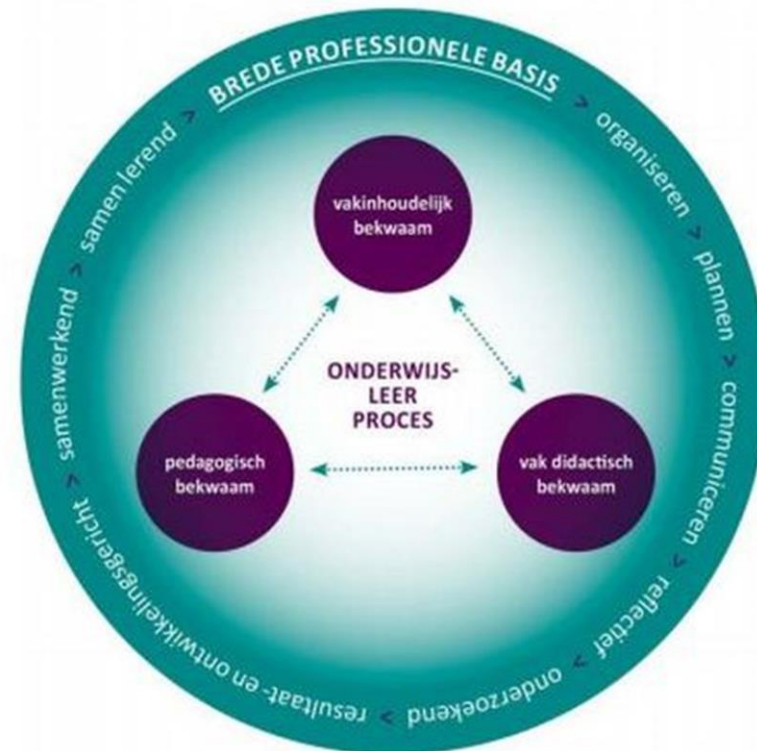 BREDE PROFESSIONELE BASIS > organiseren > plannen > communiceren > reflectief > onderzoekend > resultaat- en ontwikkelingsgericht > samenwerkend > samen lerend >
vakinhoudelijk
bekwaam
ONDERWIJS-
LEER
PROCES
pedagogisch
bekwaam
vak didactisch
bekwaam